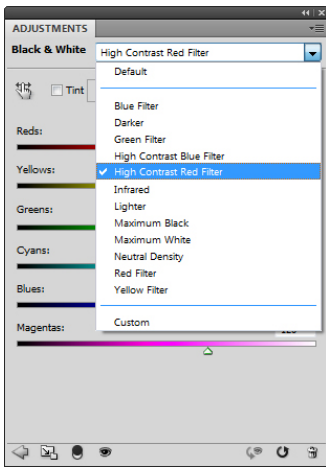 ADJUSTMENTS
Black & White High Contrast Red Filter
Default
Tint
Blue Filter
Darker
Green Filter
High Contrast Blue Filter
High Contrast Red Filter
Infrared
Lighter
Maximum Black
Maximum White
Neutral Density
Red Filter
Yellow Filter
Custom
Reds:
Yellows:
Greens:
Cyans:
Blues:
Magentas: